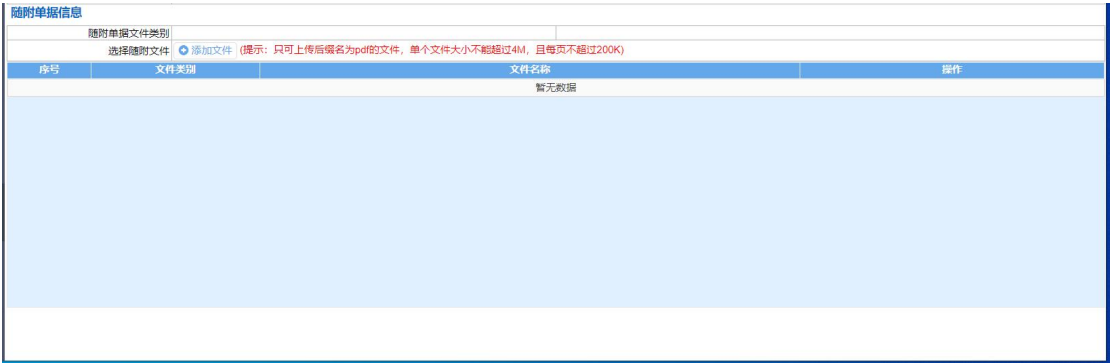 随附单据信息
随附单据文件类别
选择随附文件 添加文件 (提示：只可上传后缀名为pdf的文件，单个文件大小不能超过4M，且每页不超过200K)
序号 文件类别 文件名称 操作
暂无数据